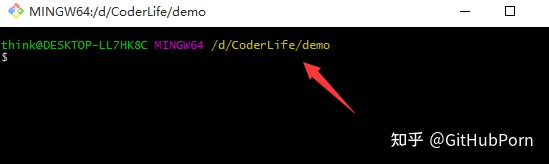 MINGW64:/d/CoderLife/demo
think@DESKTOP-LL7HK8C MINGW64 /d/CoderLife/demo
$
知乎 @GitHubPorn